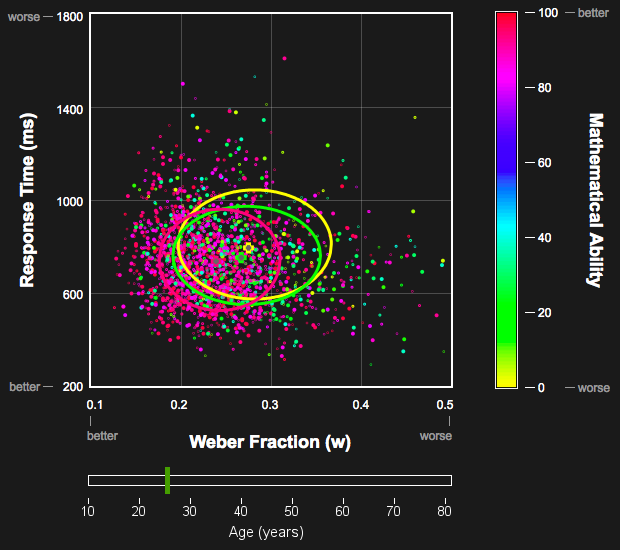 worse
1800
1400
1000
600
better
200
Response Time (ms)
0.1
0.2
0.3
0.4
0.5
better
Weber Fraction (w)
worse
10
20
30
40
50
60
70
80
Age (years)
100
better
80
60
40
20
0
worse
Mathematical Ability